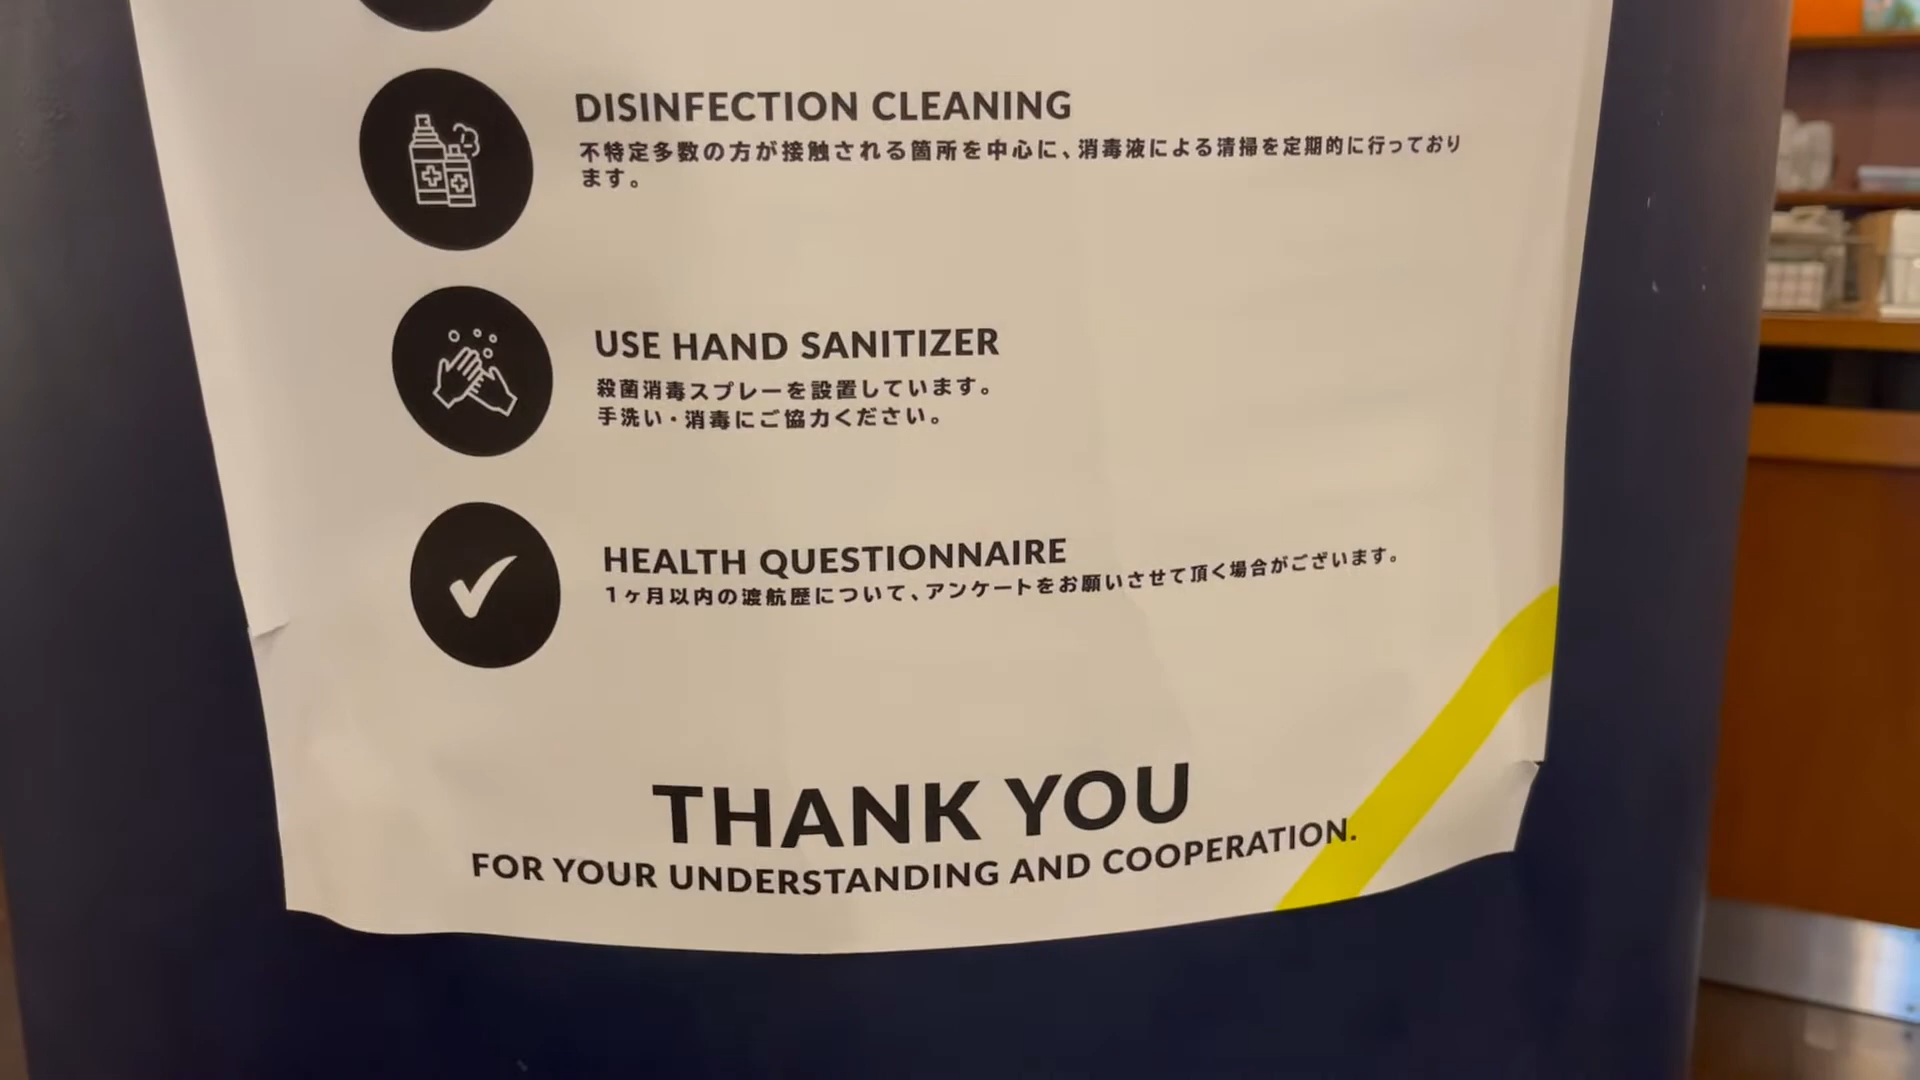 DISINFECTION CLEANING
不特定多数の方が接触される箇所を中心に、消毒液による清掃を定期的に行っており
ます。
USE HAND SANITIZER
殺菌消毒スプレーを設置しています。
手洗い・消毒にご協力ください。
HEALTH QUESTIONNAIRE
1ヶ月以内の渡航歴について、アンケートをお願いさせて頂く場合がございます。
THANK YOU
FOR YOUR UNDERSTANDING AND COOPERATION.